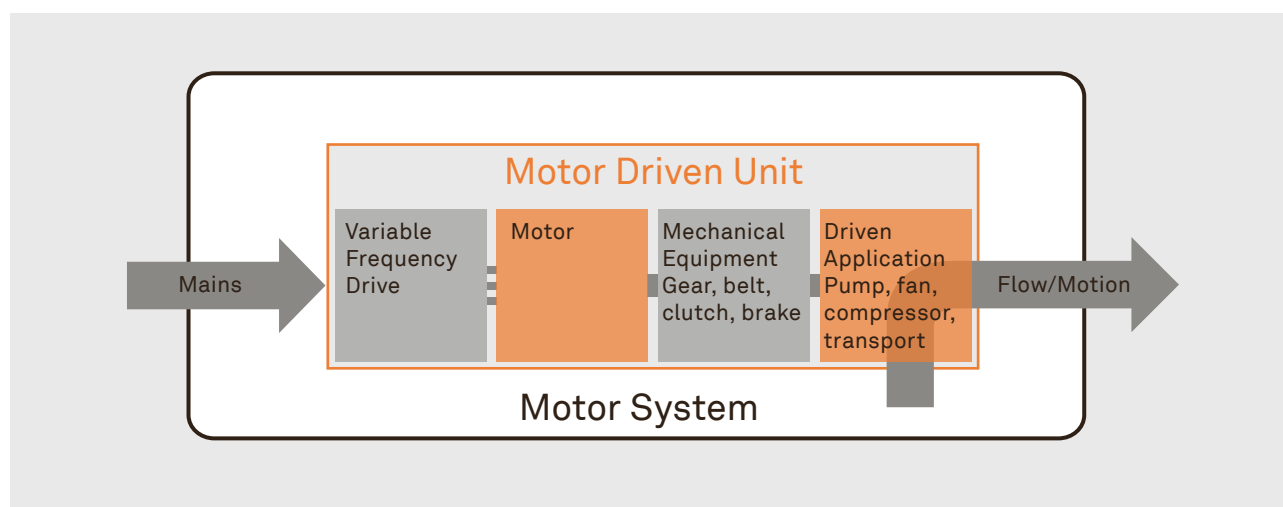 Motor Driven Unit
Variable
Frequency
Drive
Motor
Mechanical
Equipment
Gear, belt,
clutch, brake
Driven
Application
Pump, fan,
compressor,
transport
Mains
Flow/Motion
Motor System